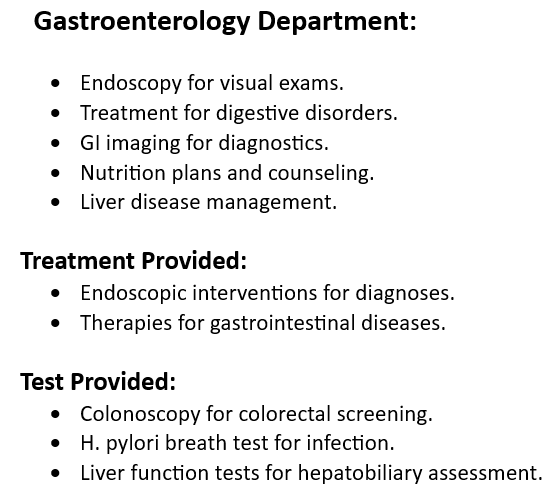 Gastroenterology Department:
• Endoscopy for visual exams.
• Treatment for digestive disorders.
• GI imaging for diagnostics.
• Nutrition plans and counseling.
• Liver disease management.
Treatment Provided:
• Endoscopic interventions for diagnoses.
• Therapies for gastrointestinal diseases.
Test Provided:
• Colonoscopy for colorectal screening.
• H. pylori breath test for infection.
• Liver function tests for hepatobiliary assessment.